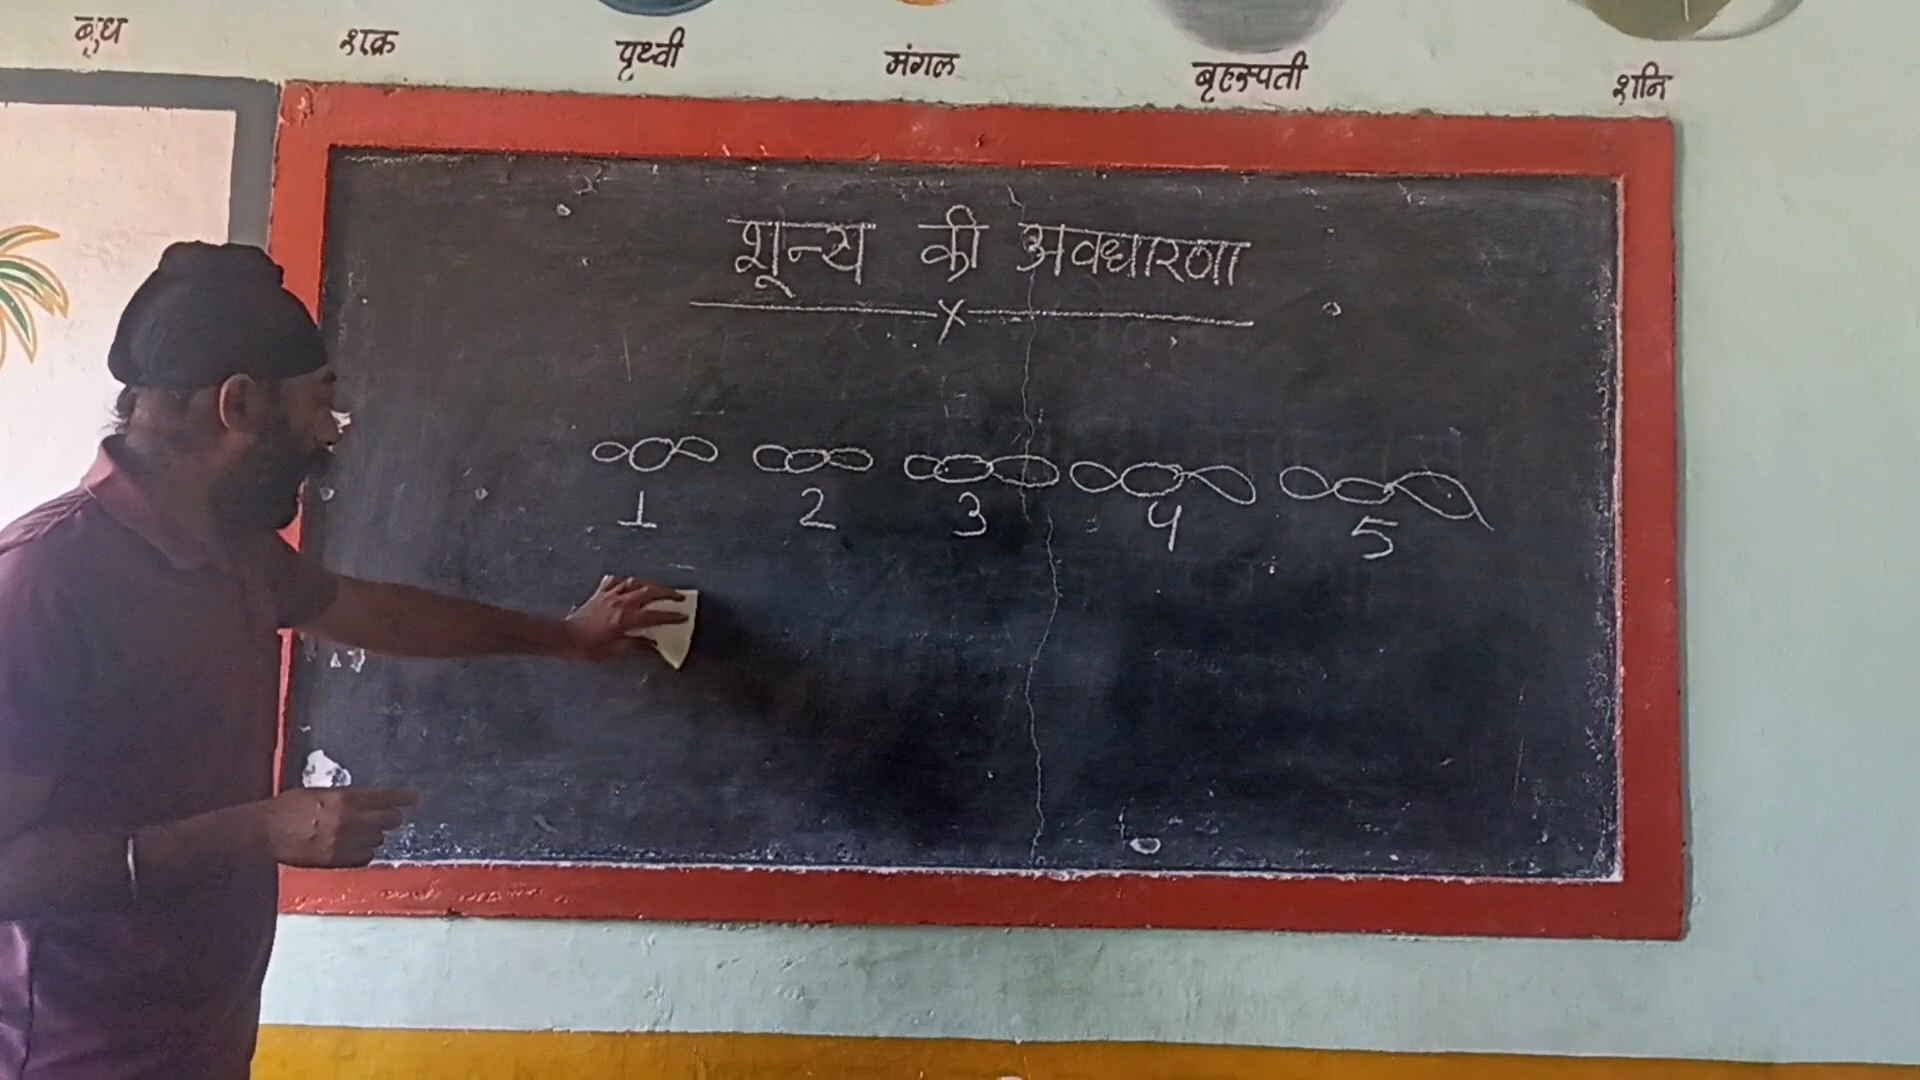 बुध शुक्र पृथ्वी मंगल बृहस्पती शनि
शून्य की अवधारणा
1 2 3 4 5